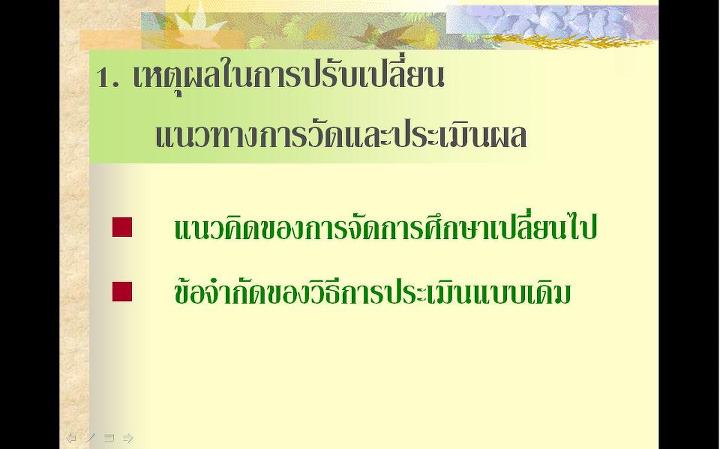 1. เหตุผลในการปรับเปลี่ยน
แนวทางการวัดและประเมินผล
แนวคิดของการจัดการศึกษาเปลี่ยนไป
ข้อจำกัดของวิธีการประเมินแบบเดิม